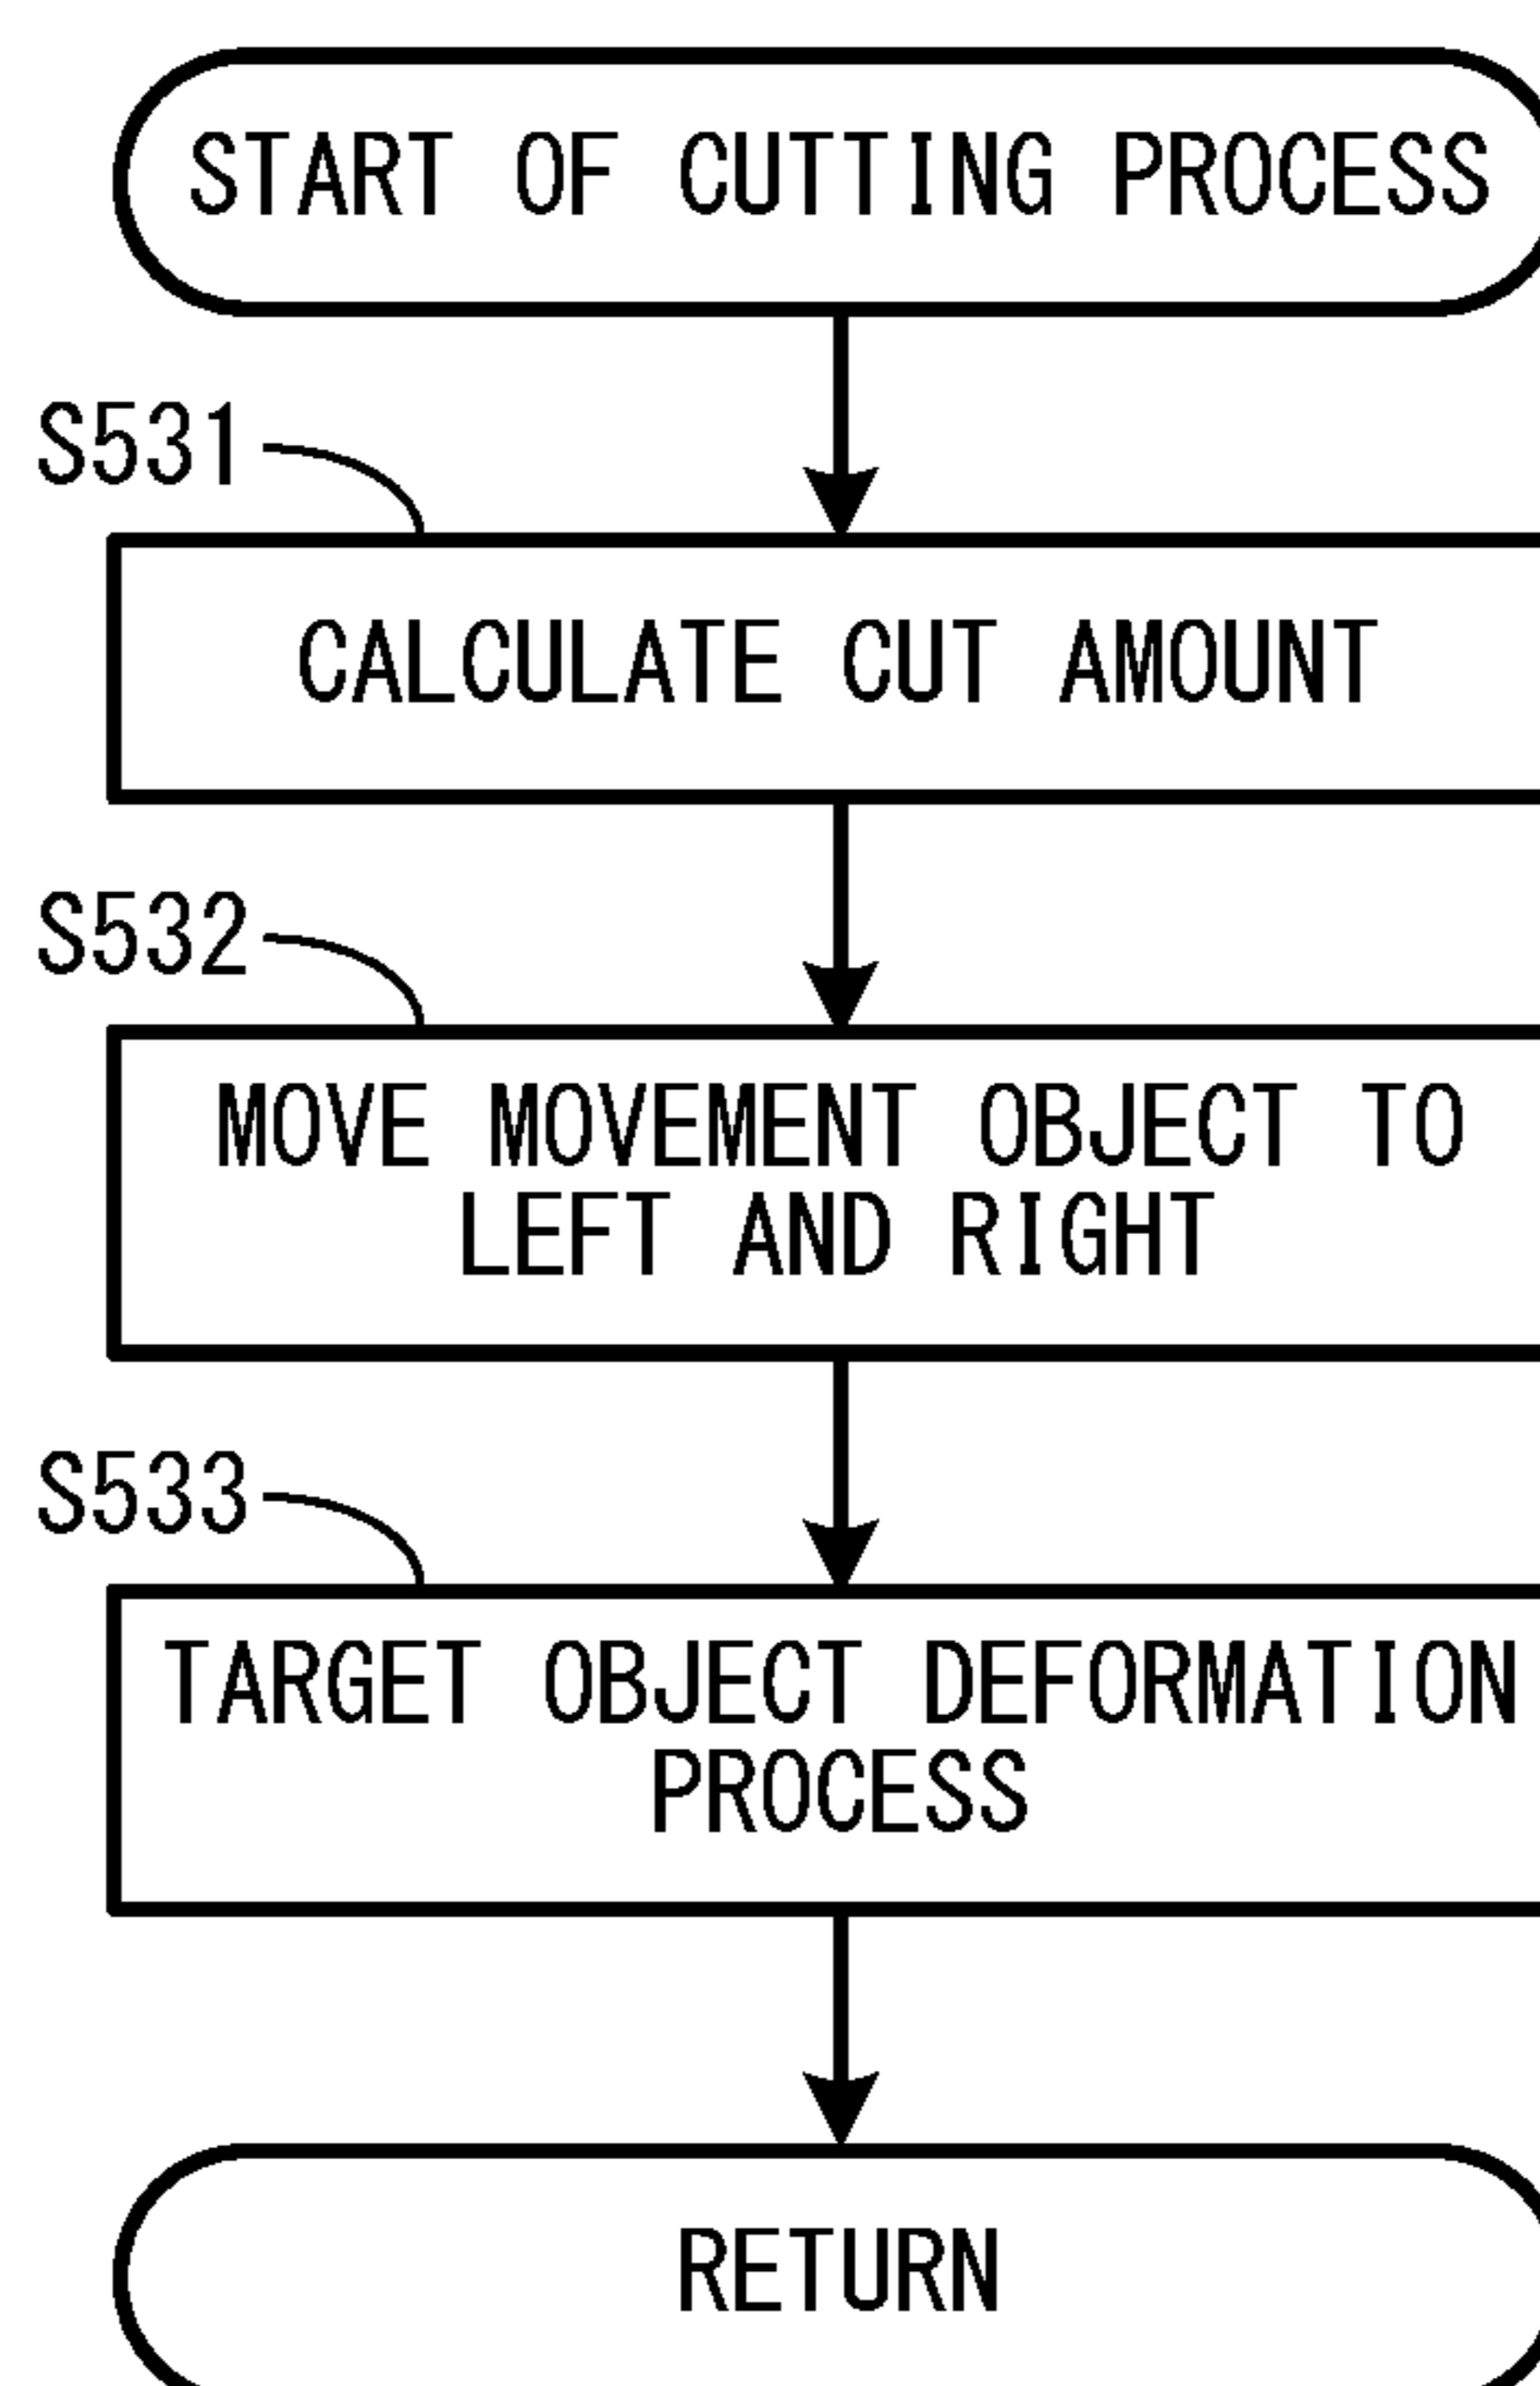 START OF CUTTING PROCESS
S531
CALCULATE CUT AMOUNT
S532
MOVE MOVEMENT OBJECT TO
LEFT AND RIGHT
S533
TARGET OBJECT DEFORMATION
PROCESS
RETURN